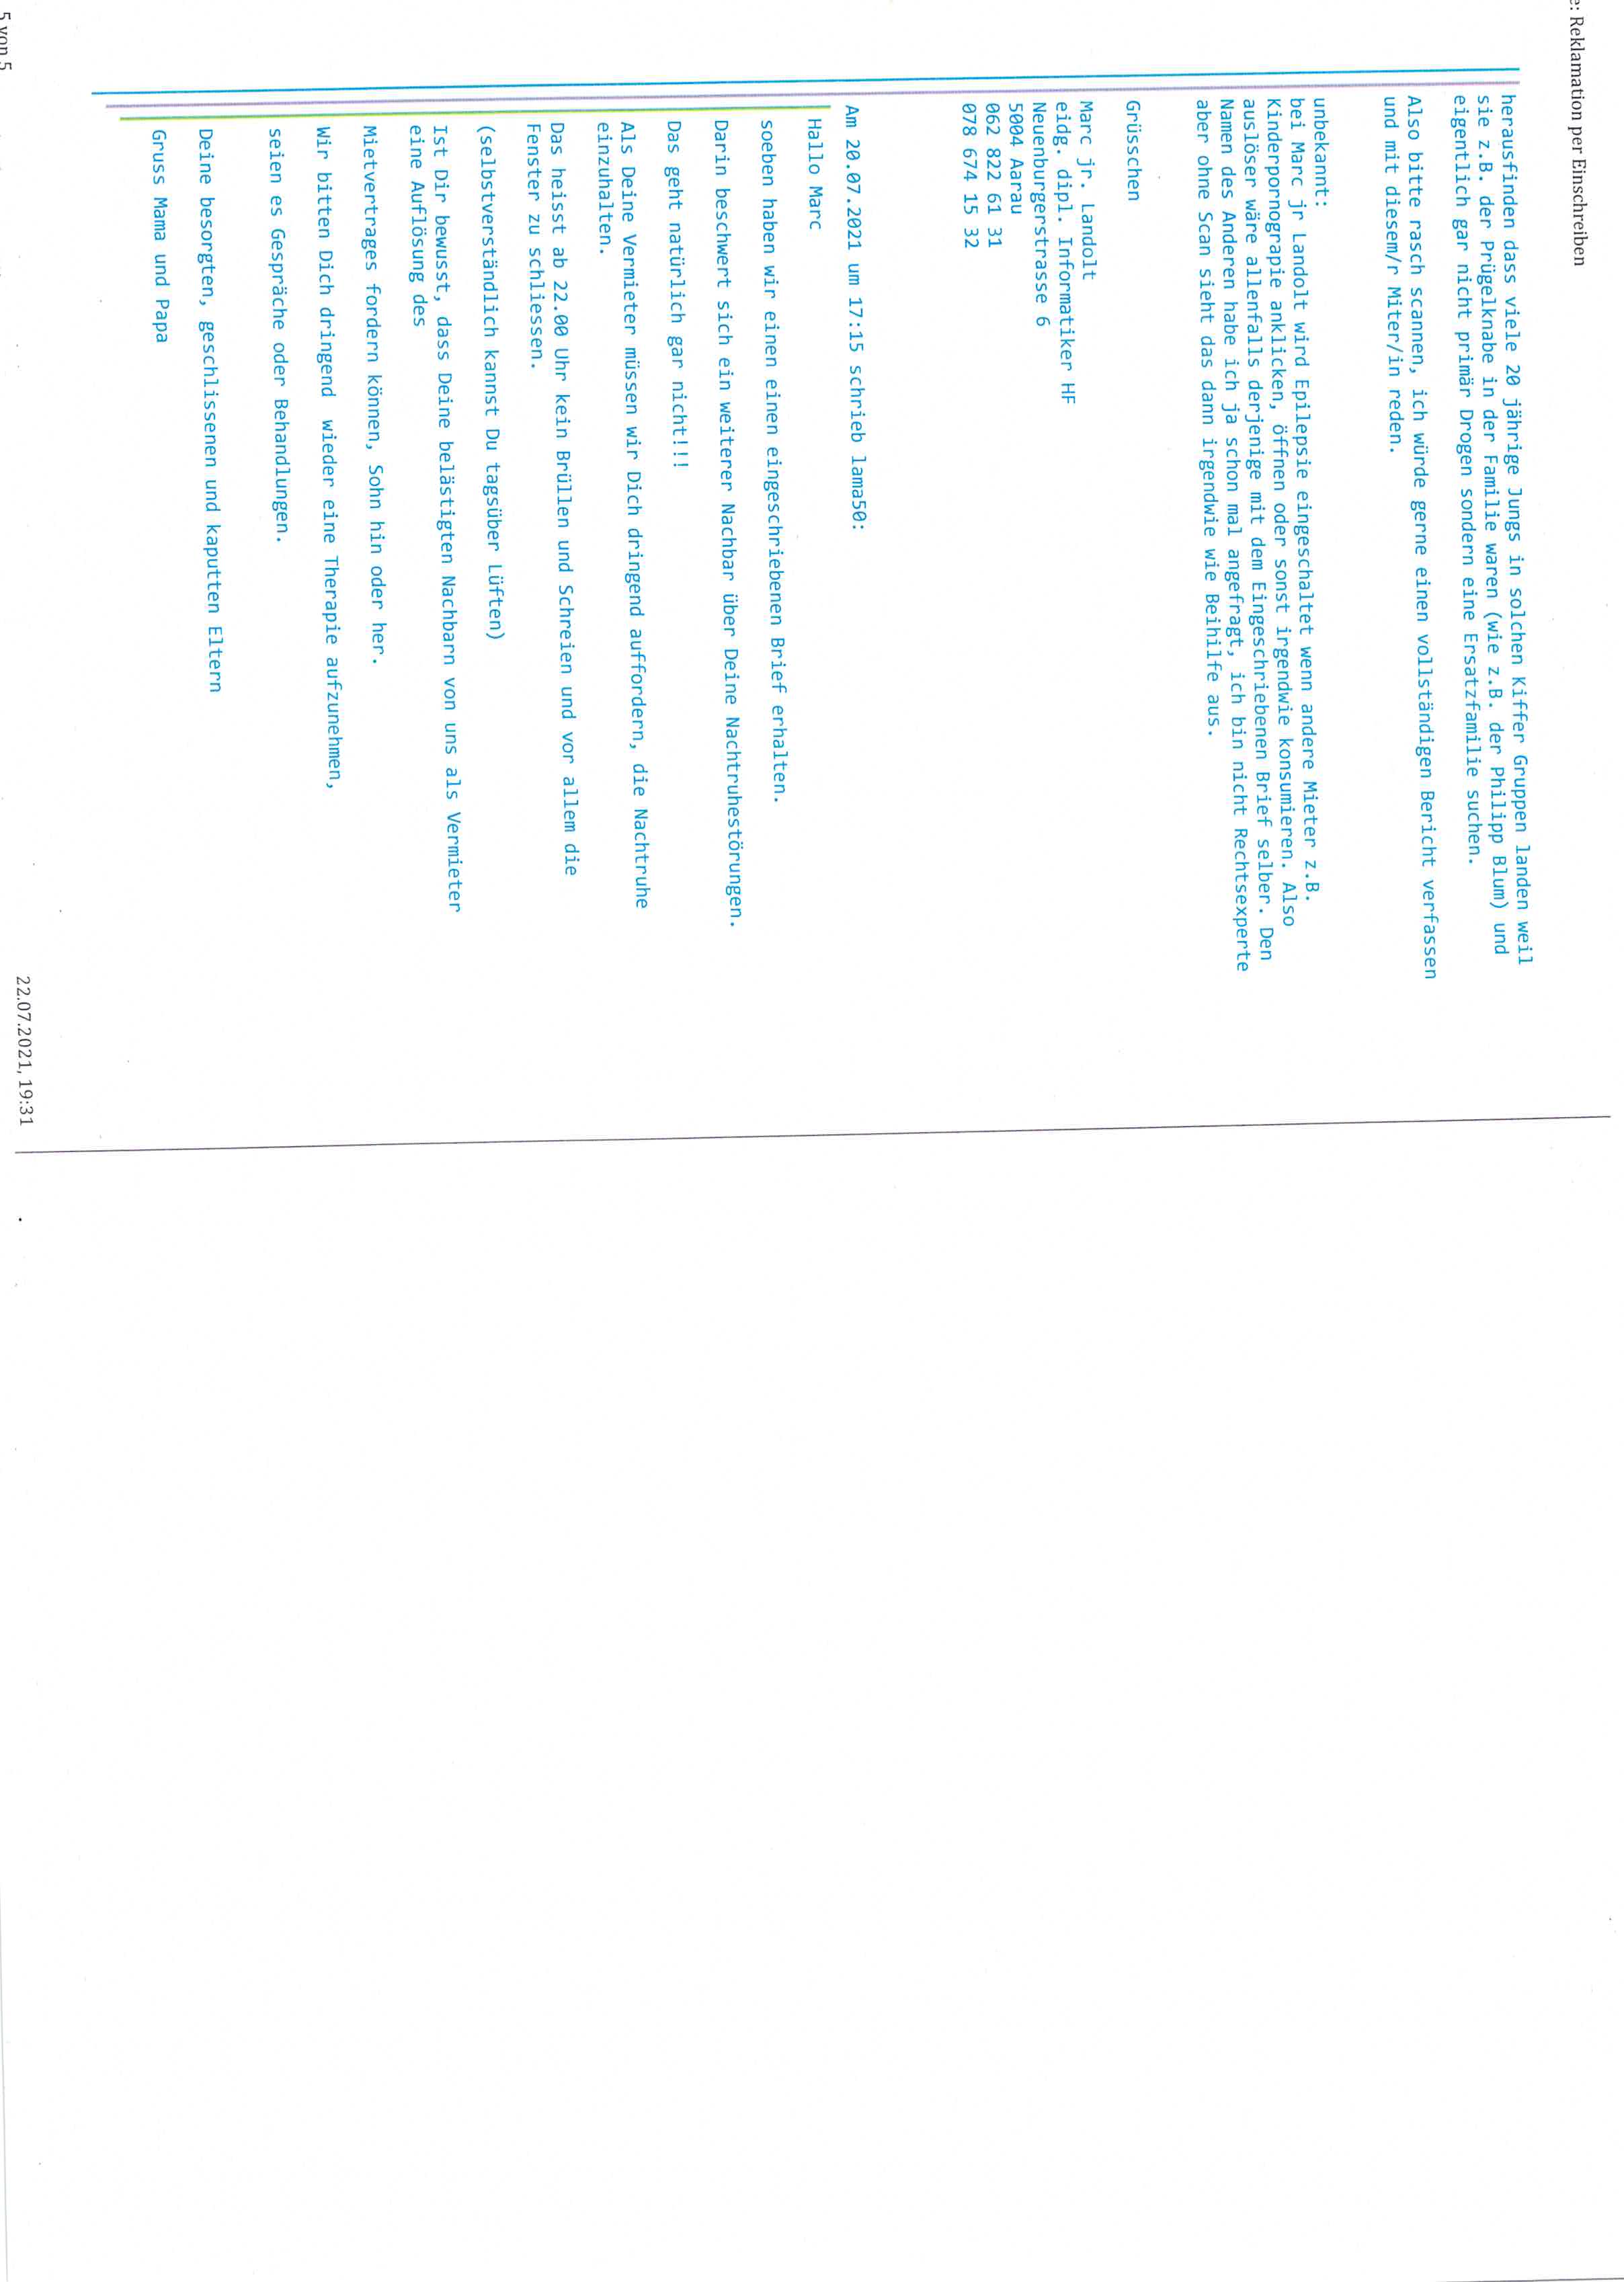 e: Reklamation per Einschreiben
herausfinden dass viele 20 jährige Jungs in solchen Kiffer Gruppen landen weil
sie z.B. der Prügelknabe in der Familie waren (wie z.B. der Philipp Blum) und
eigentlich gar nicht primär Drogen sondern eine Ersatzfamilie suchen.
Also bitte rasch scannen, ich würde gerne einen vollständigen Bericht verfassen
und mit diesem/r Miter/in reden.
unbekannt:
bei Marc jr Landolt wird Epilepsie eingeschaltet wenn andere Mieter z.B.
Kinderpornograpie anklicken, öffnen oder sonst irgendwie konsumieren. Also
auslöser wäre allenfalls derjenige mit dem Eingeschriebenen Brief selber. Den
Namen des Anderen habe ich ja schon mal angefragt, ich bin nicht Rechtsexperte
aber ohne Scan sieht das dann irgendwie wie Beihilfe aus.
Grüsschen
Marc jr. Landolt
eidg. dipl. Informatiker HF
Neuenburgerstrasse 6
5004 Aarau
062 822 61 31
078 674 15 32
Am 20.07.2021 um 17:15 schrieb lama50:
Hallo Marc
soeben haben wir einen einen eingeschriebenen Brief erhalten.
Darin beschwert sich ein weiterer Nachbar über Deine Nachtruhestörungen.
Das geht natürlich gar nicht!!!
Als Deine Vermieter müssen wir Dich dringend auffordern, die Nachtruhe
einzuhalten.
Das heisst ab 22.00 Uhr kein Brüllen und Schreien und vor allem die
Fenster zu schliessen.
(selbstverständlich kannst Du tagsüber Lüften)
Ist Dir bewusst, dass Deine belästigten Nachbarn von uns als Vermieter
eine Auflösung des
Mietvertrages fordern können, Sohn hin oder her.
Wir bitten Dich dringend  wieder eine Therapie aufzunehmen,
seien es Gespräche oder Behandlungen.
Deine besorgten, geschlissenen und kaputten Eltern
Gruss Mama und Papa
5 von 5
22.07.2021, 19:31